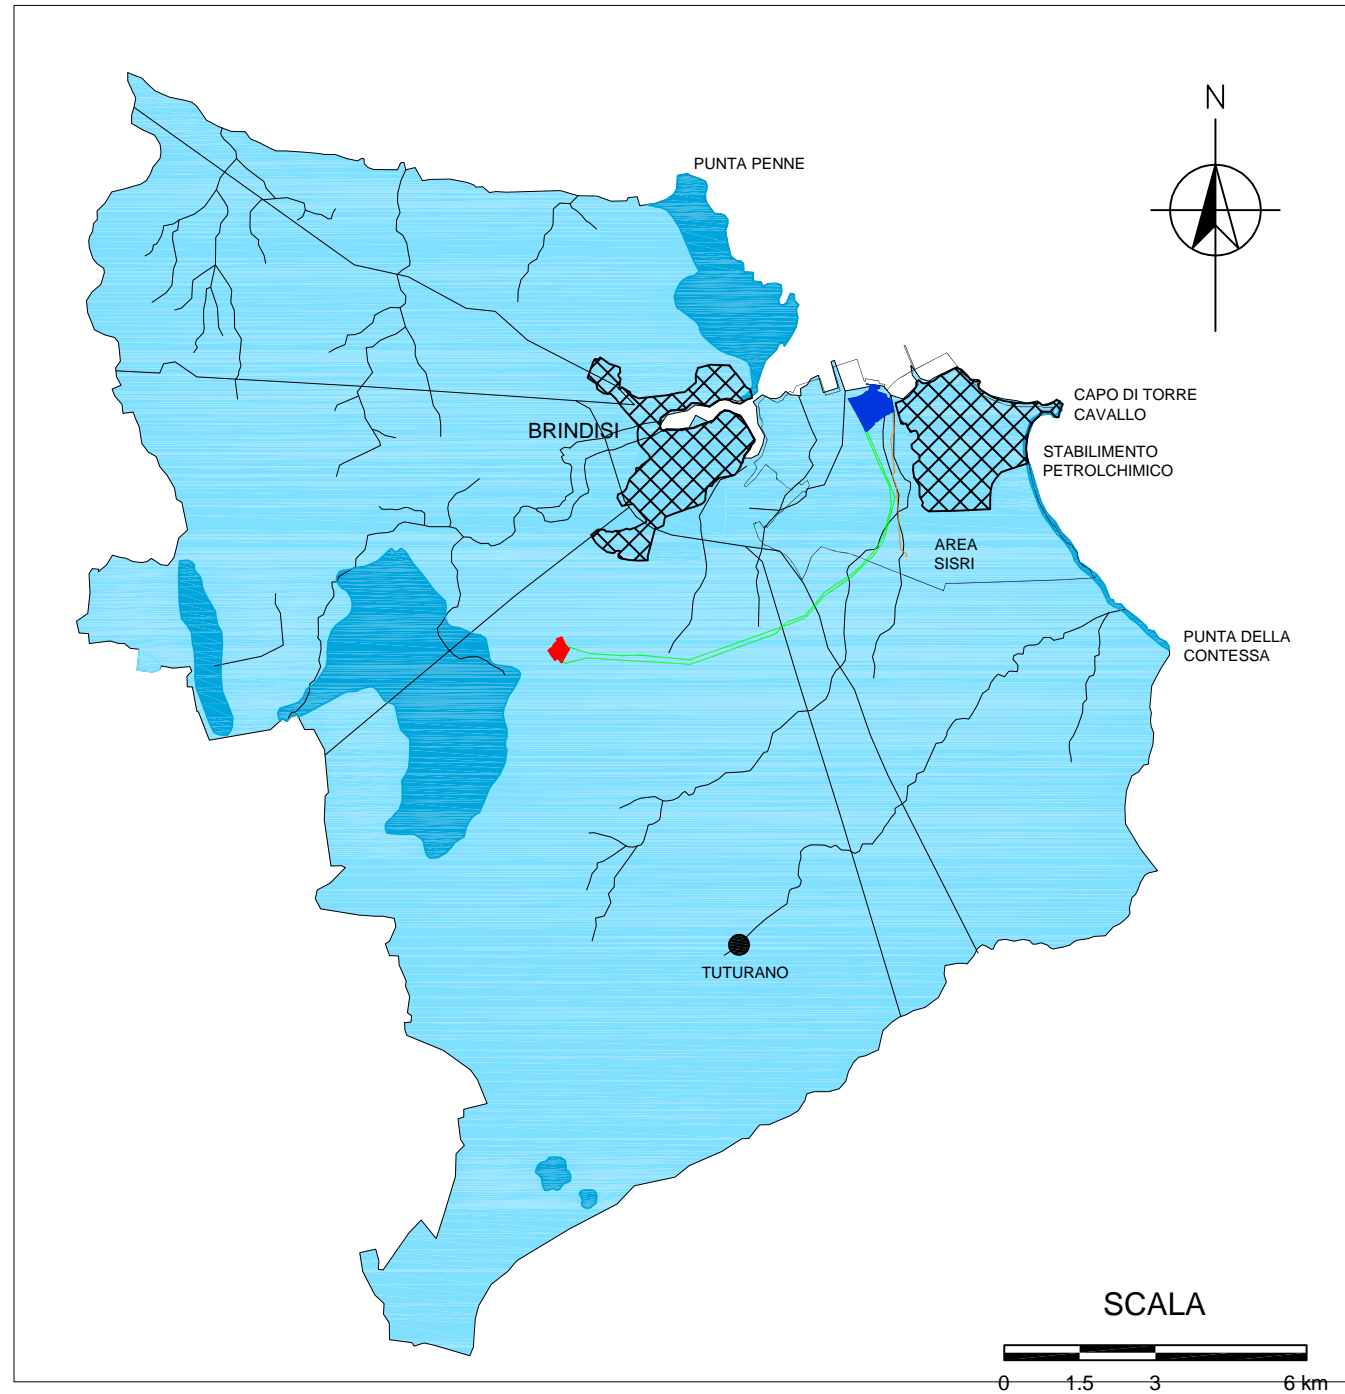 N
PUNTA PENNE
CAPO DI TORRE
CAVALLO
BRINDISI
STABILIMENTO
PETROLCHIMICO
AREA
SISRI
PUNTA DELLA
CONTESSA
TUTURANO
SCALA
0 1.5 3 6 km